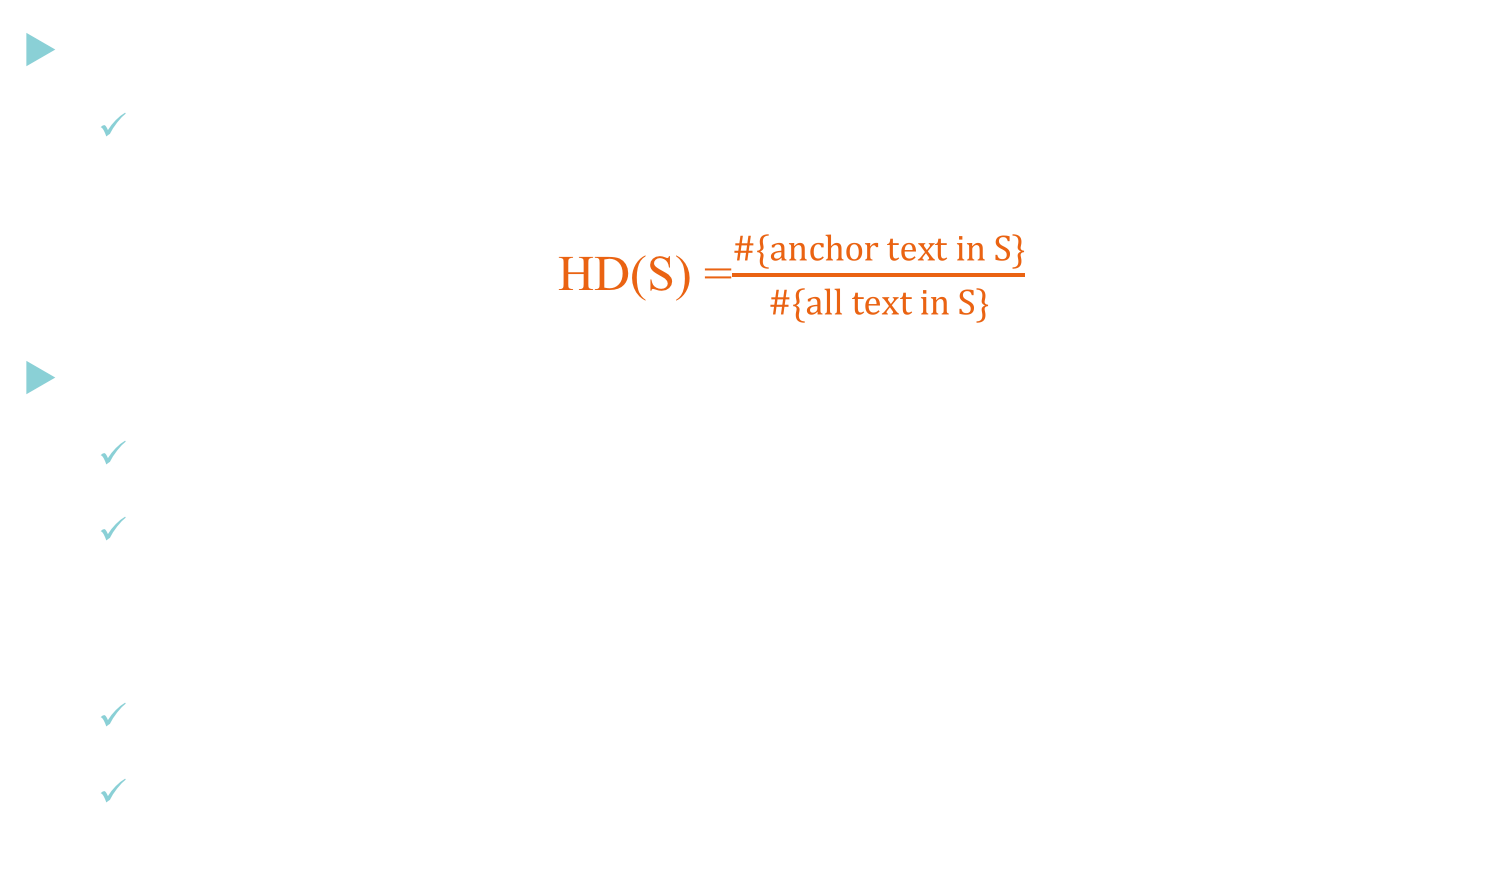 HD(S) = #{anchor text in S}
#{all text in S}